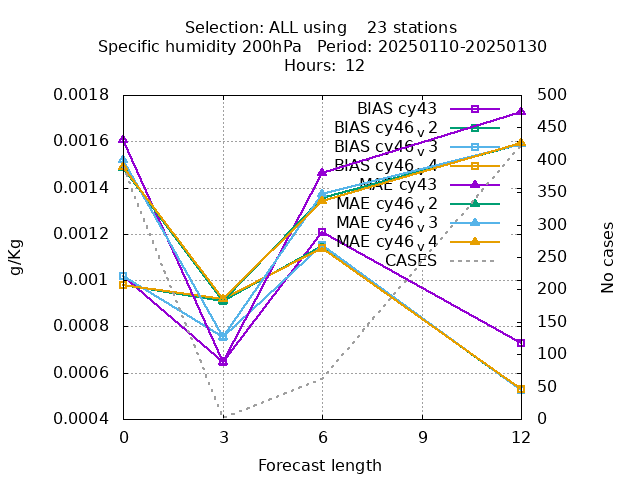 Selection: ALL using    23 stations
Specific humidity 200hPa   Period: 20250110-20250130
Hours: 12
0.0018
0.0016
0.0014
0.0012
0.001
0.0008
0.0006
0.0004
g/Kg
BIAS cy43
BIAS cy46_v2
BIAS cy46_v3
BIAS cy46_v4
MAE cy43
MAE cy46_v2
MAE cy46_v3
MAE cy46_v4
CASES
500
450
400
350
300
250
200
150
100
50
0
No cases
0 3 6 9 12
Forecast length